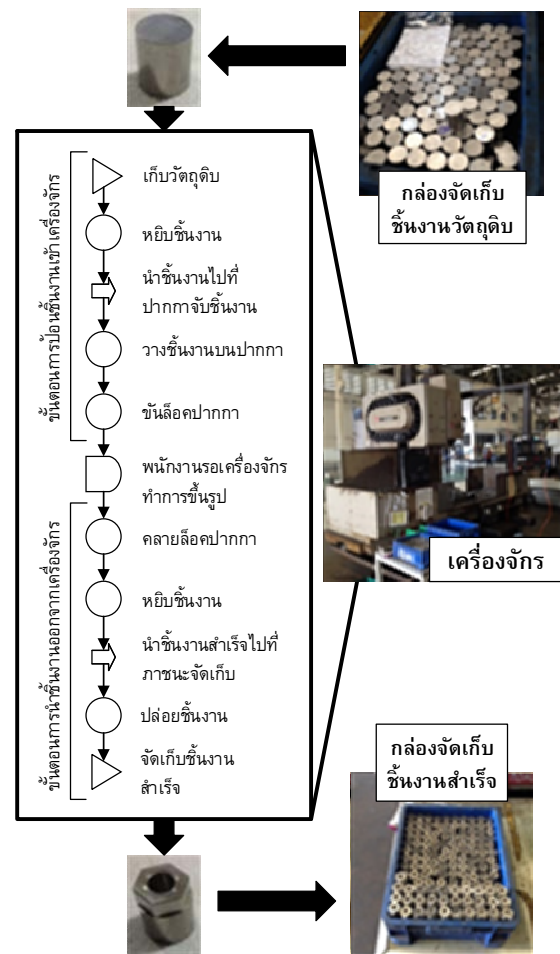 กล่องจัดเก็บ
ชิ้นงานวัตถุดิบ
ขั้นตอนการป้อนชิ้นงานเข้าเครื่องจักร
เก็บวัตถุดิบ
หยิบชิ้นงาน
นำชิ้นงานไปที่
ปากกาจับชิ้นงาน
วางชิ้นงานบนปากกา
ขันล็อคปากกา
พนักงานรอเครื่องจักร
ทำการขึ้นรูป
เครื่องจักร
ขั้นตอนการนำชิ้นงานออกจากเครื่องจักร
คลายล็อคปากกา
หยิบชิ้นงาน
นำชิ้นงานสำเร็จไปที่
ภาชนะจัดเก็บ
ปล่อยชิ้นงาน
จัดเก็บชิ้นงาน
สำเร็จ
กล่องจัดเก็บ
ชิ้นงานสำเร็จ